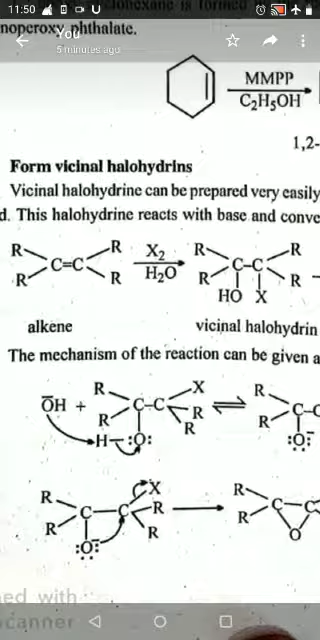 11:50
You
5 minutes ago
noperoxy phthalate.
MMPP
C₂H₅OH
1,2-
Form vicinal halohydrins
Vicinal halohydrine can be prepared very easily
d. This halohydrine reacts with base and conve
R R X₂ R R
C=C C-C
R R H₂O R R
HO X
alkene vicinal halohydrin
The mechanism of the reaction can be given a
R X R
ŌH + C-C R ⇌ C-C
R R R
H-:Ö: :Ö:⁻
R X R
C-C R → C-C
R R R
:Ö:⁻ O
ed with
canner